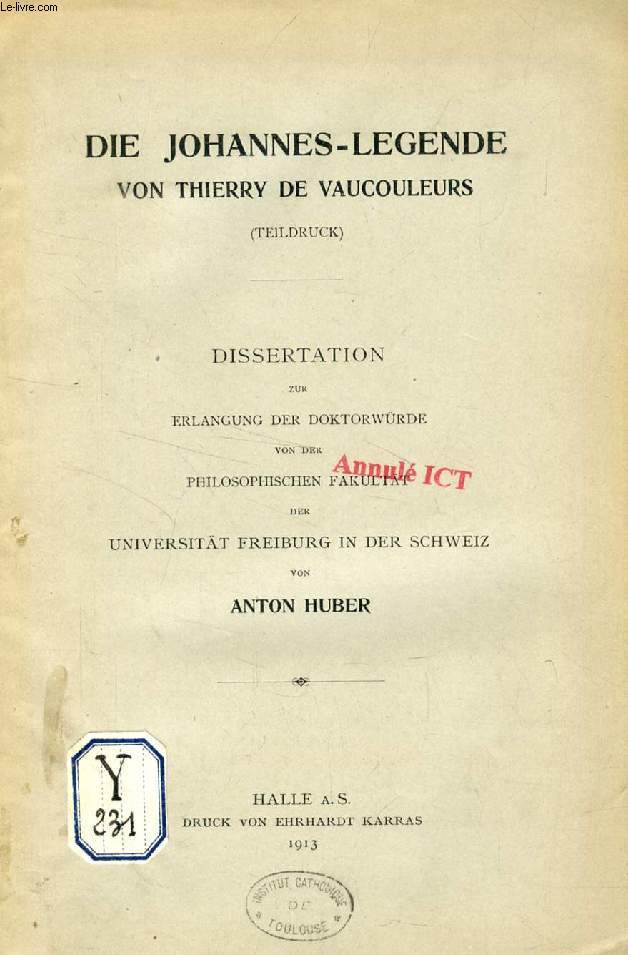 Le-livre.com
DIE JOHANNES-LEGENDE
VON THIERRY DE VAUCOULEURS
(TEILDRUCK)
DISSERTATION
ZUR
ERLANGUNG DER DOKTORWÜRDE
VON DER
Annulé ICT
PHILOSOPHISCHEN FAKULTÄT
DER
UNIVERSITÄT FREIBURG IN DER SCHWEIZ
VON
ANTON HUBER
Y
231
HALLE A. S.
DRUCK VON EHRHARDT KARRAS
1913
INSTITUT CATHOLIQUE
DE
TOULOUSE